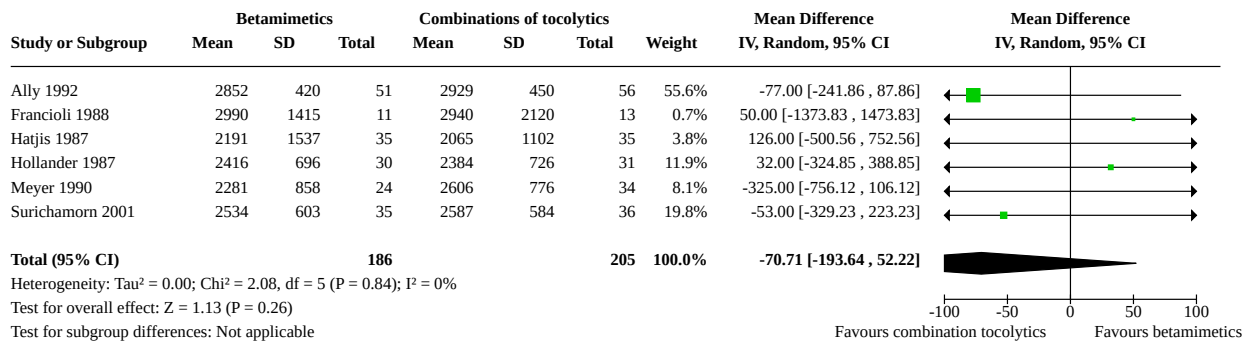 Betamimetics Combinations of tocolytics Mean Difference Mean Difference
Study or Subgroup Mean SD Total Mean SD Total Weight IV, Random, 95% CI IV, Random, 95% CI
Ally 1992 2852 420 51 2929 450 56 55.6% -77.00 [-241.86 , 87.86]
Francioli 1988 2990 1415 11 2940 2120 13 0.7% 50.00 [-1373.83 , 1473.83]
Hatjis 1987 2191 1537 35 2065 1102 35 3.8% 126.00 [-500.56 , 752.56]
Hollander 1987 2416 696 30 2384 726 31 11.9% 32.00 [-324.85 , 388.85]
Meyer 1990 2281 858 24 2606 776 34 8.1% -325.00 [-756.12 , 106.12]
Surichamorn 2001 2534 603 35 2587 584 36 19.8% -53.00 [-329.23 , 223.23]
Total (95% CI) 186 205 100.0% -70.71 [-193.64 , 52.22]
Heterogeneity: Tau² = 0.00; Chi² = 2.08, df = 5 (P = 0.84); I² = 0%
Test for overall effect: Z = 1.13 (P = 0.26)
-100 -50 0 50 100
Test for subgroup differences: Not applicable Favours combination tocolytics Favours betamimetics